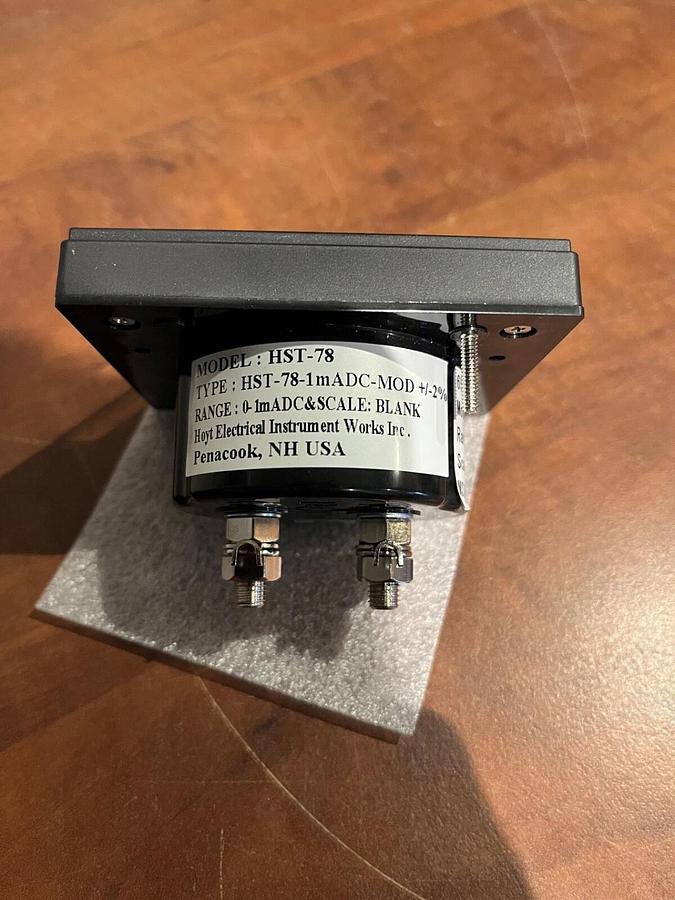 MODEL : HST-78
TYPE : HST-78-1mADC-MOD +/-2%
RANGE : 0-1mADC&SCALE: BLANK
Hoyt Electrical Instrument Works Inc .
Penacook, NH USA